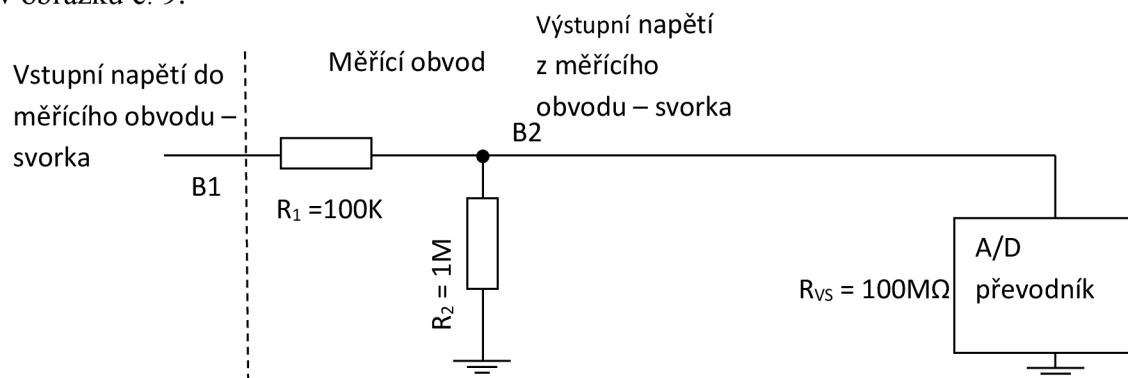 v obrázku č. 9.
Vstupní napětí do
měřícího obvodu –
svorka
B1
Měřící obvod
R₁ =100K
Výstupní napětí
z měřícího
obvodu – svorka
B2
R₂ = 1M
R_VS = 100MΩ
A/D
převodník